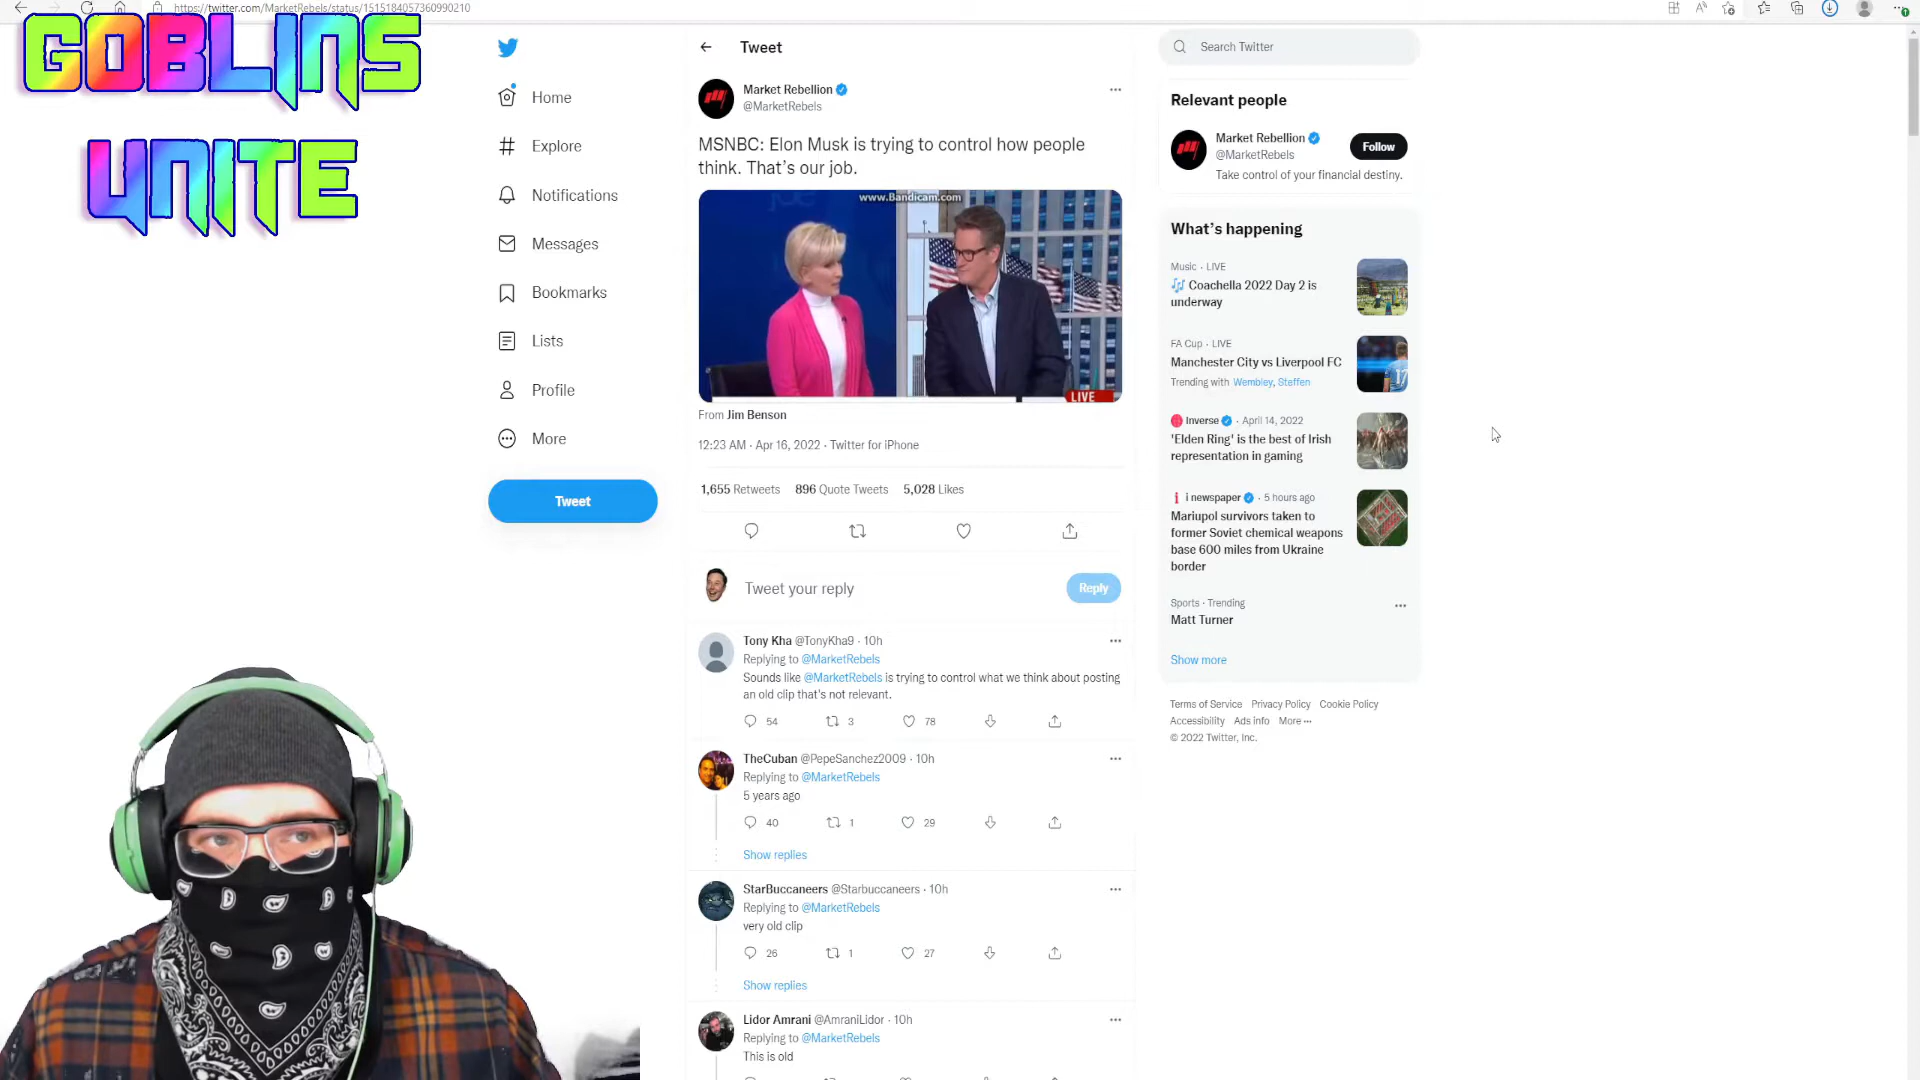 https://twitter.com/MarketRebels/status/1515184057360990210
GOBLINS
UNITE
Home
Explore
Notifications
Messages
Bookmarks
Lists
Profile
More
Tweet
Tweet
Market Rebellion
@MarketRebels
MSNBC: Elon Musk is trying to control how people
think. That's our job.
www.Bandicam.com
LIVE
From Jim Benson
12:23 AM · Apr 16, 2022 · Twitter for iPhone
1,655 Retweets 896 Quote Tweets 5,028 Likes
Tweet your reply
Reply
Tony Kha @TonyKha9 · 10h
Replying to @MarketRebels
Sounds like @MarketRebels is trying to control what we think about posting
an old clip that's not relevant.
54 3 78
TheCuban @PepeSanchez2009 · 10h
Replying to @MarketRebels
5 years ago
40 1 29
Show replies
StarBuccaneers @Starbuccaneers · 10h
Replying to @MarketRebels
very old clip
26 1 27
Show replies
Lidor Amrani @AmraniLidor · 10h
Replying to @MarketRebels
This is old
Search Twitter
Relevant people
Market Rebellion
@MarketRebels
Follow
Take control of your financial destiny.
What's happening
Music · LIVE
Coachella 2022 Day 2 is
underway
FA Cup · LIVE
Manchester City vs Liverpool FC
Trending with Wembley, Steffen
17
Inverse · April 14, 2022
'Elden Ring' is the best of Irish
representation in gaming
i newspaper · 5 hours ago
Mariupol survivors taken to
former Soviet chemical weapons
base 600 miles from Ukraine
border
Sports · Trending
Matt Turner
Show more
Terms of Service Privacy Policy Cookie Policy
Accessibility Ads info More
© 2022 Twitter, Inc.